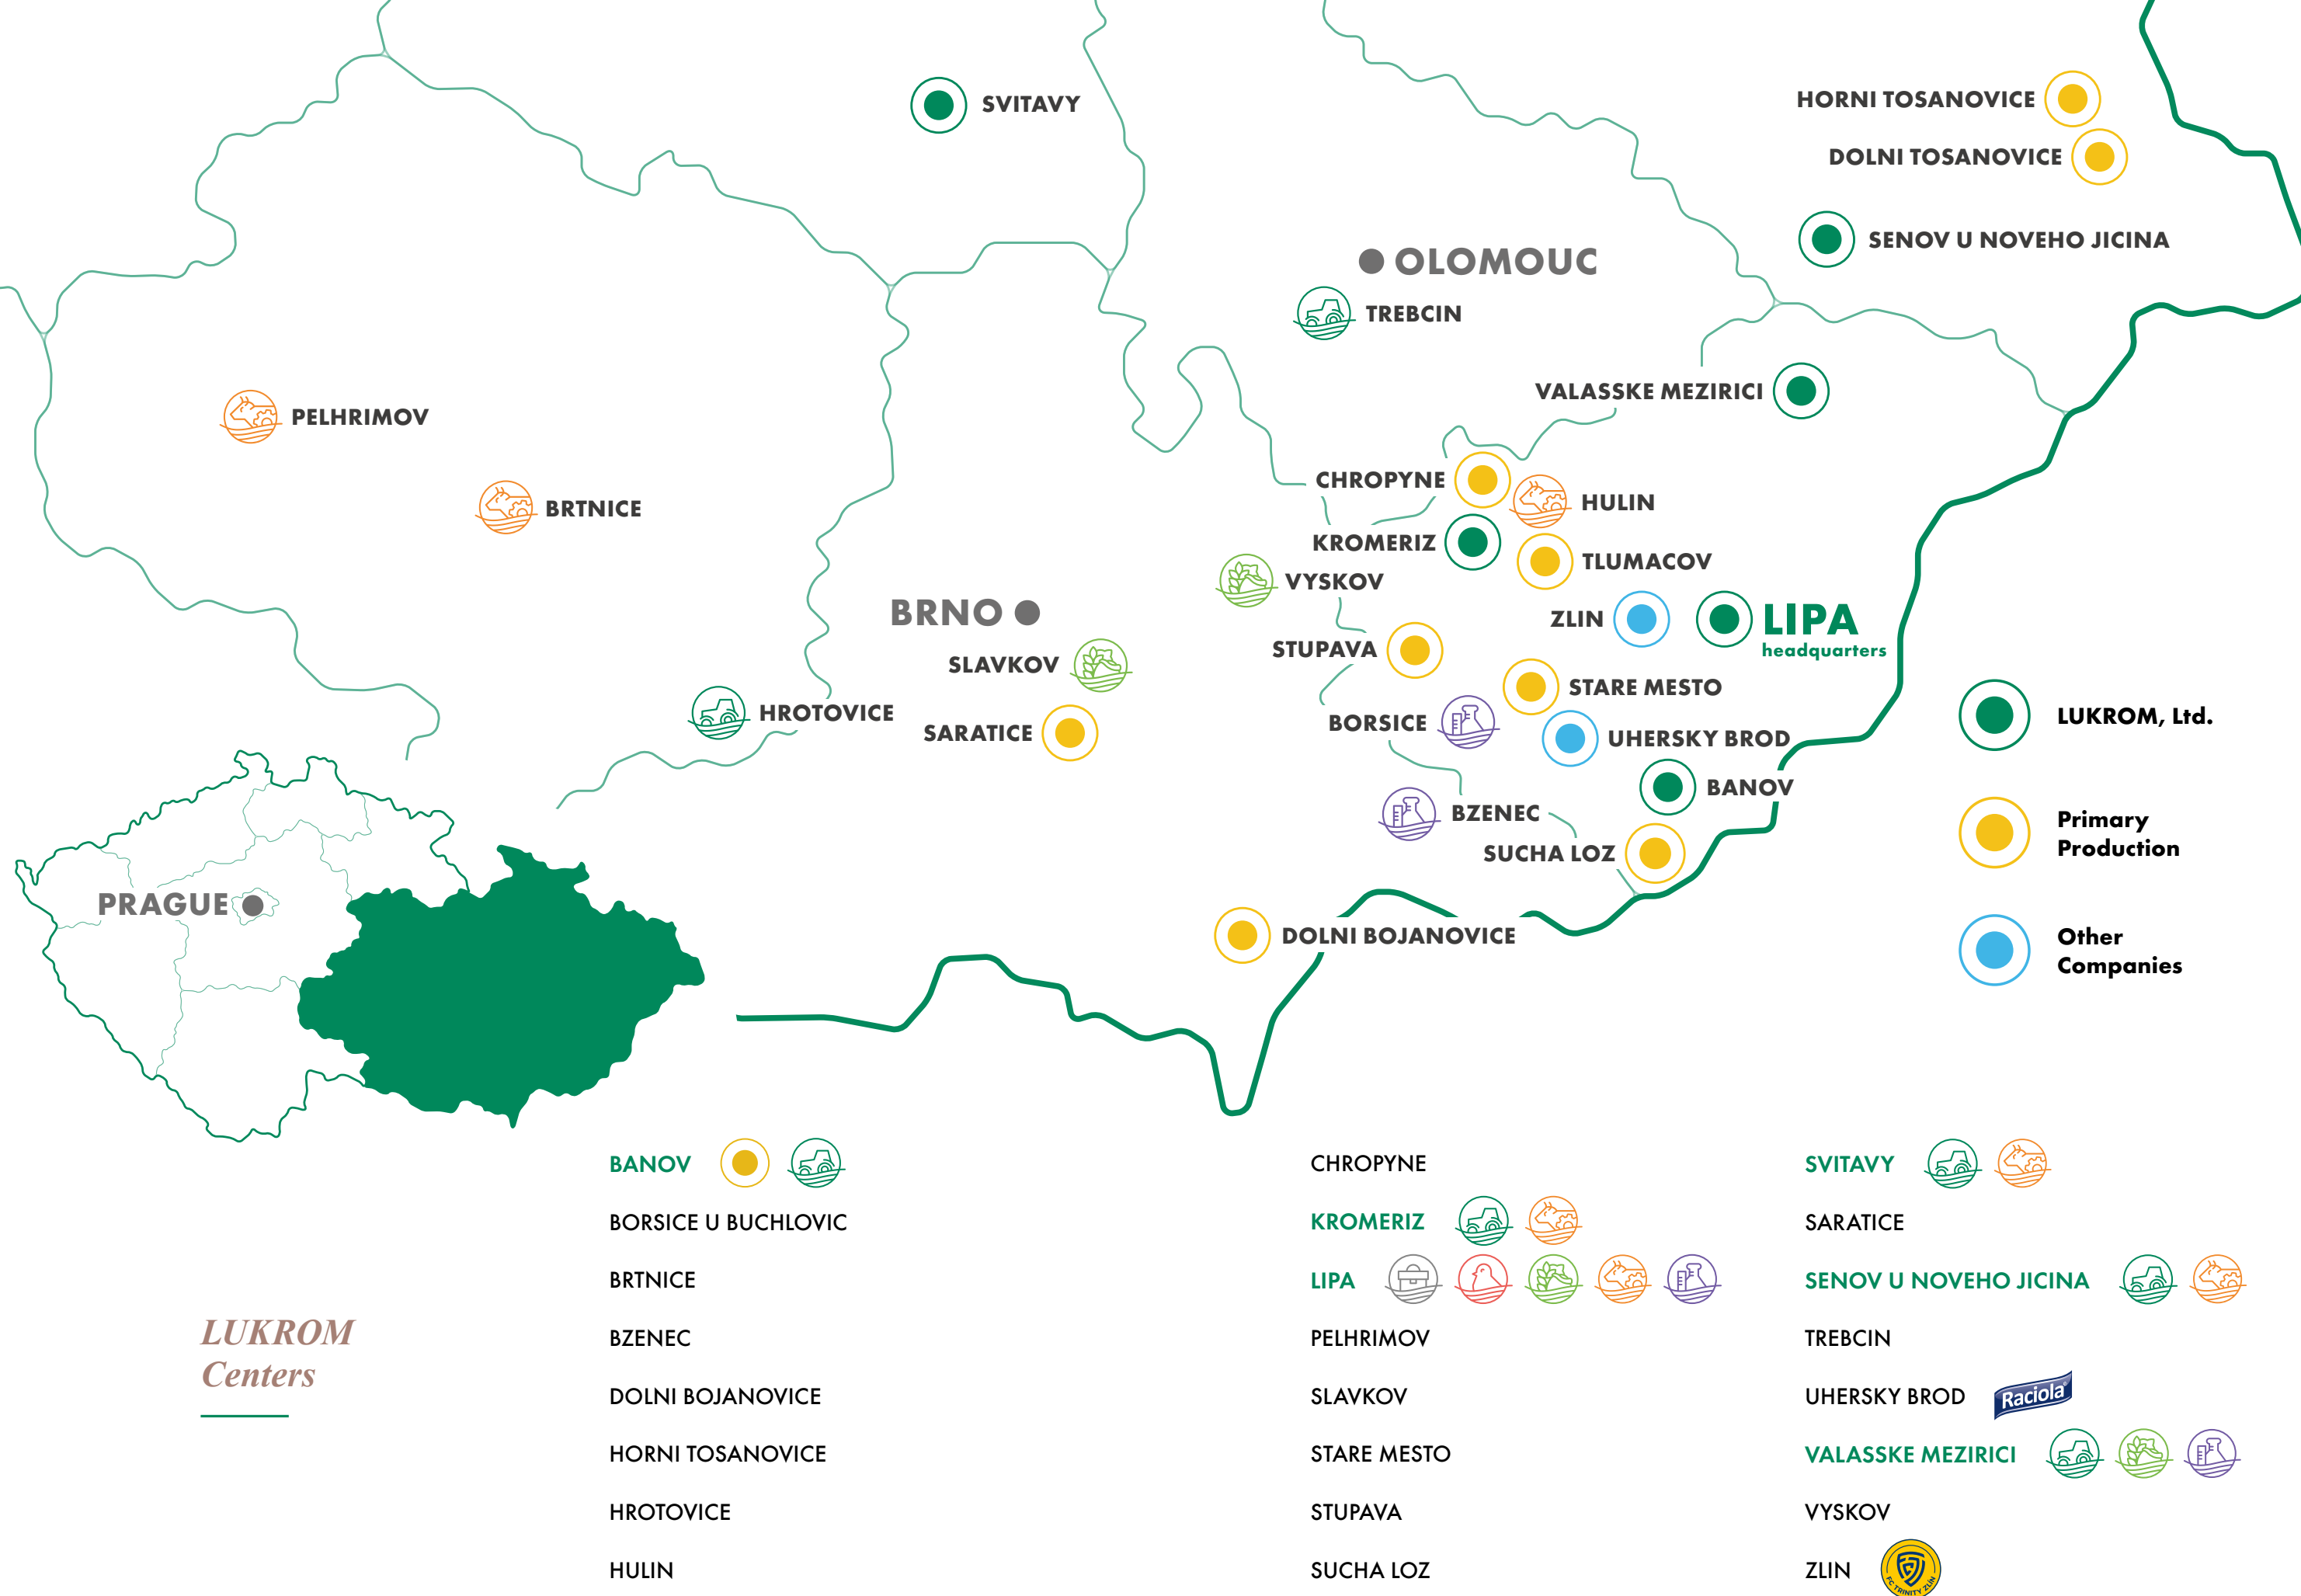 SVITAVY
HORNI TOSANOVICE
DOLNI TOSANOVICE
SENOV U NOVEHO JICINA
OLOMOUC
TREBCIN
VALASSKE MEZIRICI
PELHRIMOV
BRTNICE
CHROPYNE
HULIN
KROMERIZ
TLUMACOV
VYSKOV
BRNO
ZLIN
LIPA
headquarters
STUPAVA
SLAVKOV
STARE MESTO
HROTOVICE
BORSICE
SARATICE
UHERSKY BROD
BANOV
BZENEC
SUCHA LOZ
DOLNI BOJANOVICE
PRAGUE
LUKROM, Ltd.
Primary
Production
Other
Companies
LUKROM
Centers
BANOV
BORSICE U BUCHLOVIC
BRTNICE
BZENEC
DOLNI BOJANOVICE
HORNI TOSANOVICE
HROTOVICE
HULIN
CHROPYNE
KROMERIZ
LIPA
PELHRIMOV
SLAVKOV
STARE MESTO
STUPAVA
SUCHA LOZ
SVITAVY
SARATICE
SENOV U NOVEHO JICINA
TREBCIN
UHERSKY BROD
Raciola
VALASSKE MEZIRICI
VYSKOV
ZLIN
FC TRINITY ZLÍN